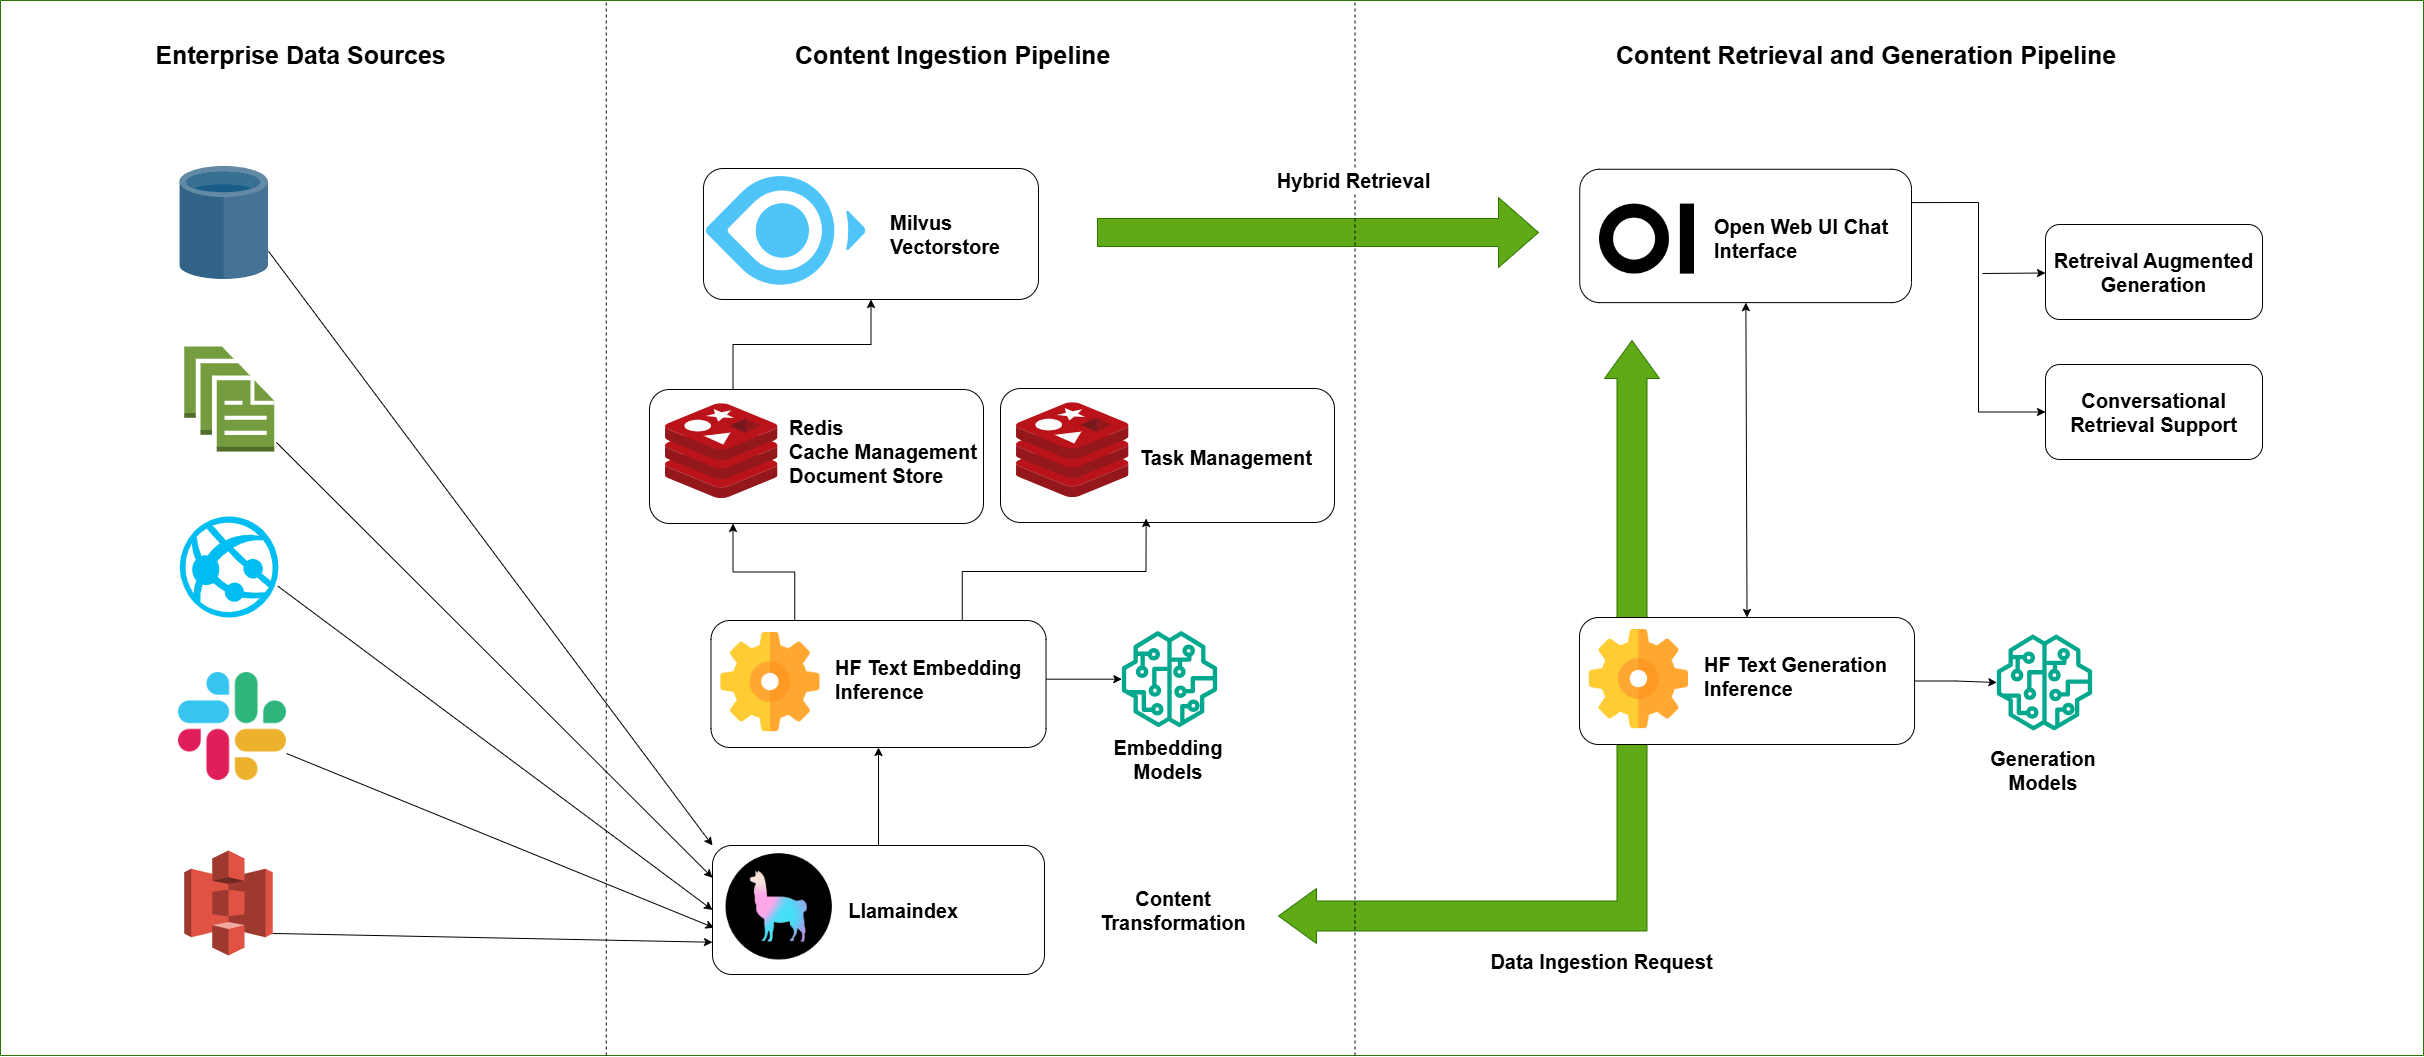 Enterprise Data Sources
Content Ingestion Pipeline
Content Retrieval and Generation Pipeline
Milvus
Vectorstore
Hybrid Retrieval
Open Web UI Chat
Interface
Retreival Augmented
Generation
Conversational
Retrieval Support
Redis
Cache Management
Document Store
Task Management
HF Text Embedding
Inference
Embedding
Models
HF Text Generation
Inference
Generation
Models
Llamaindex
Content
Transformation
Data Ingestion Request